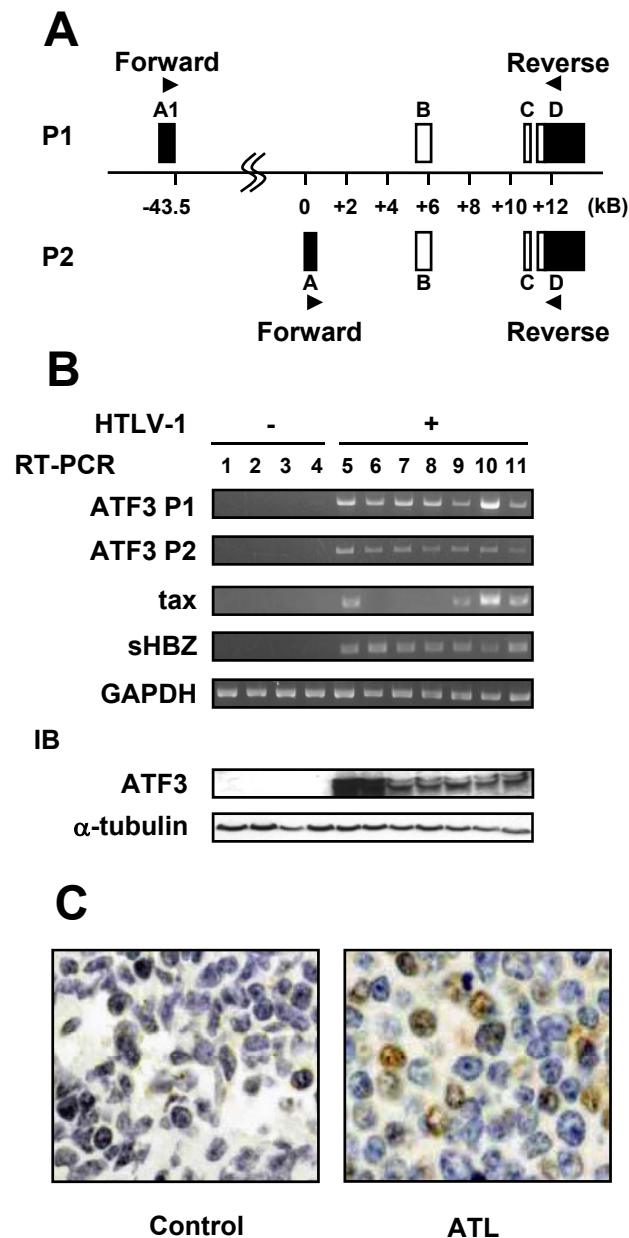 A
Forward Reverse
A1 B C D
P1
-43.5 0 +2 +4 +6 +8 +10 +12 (kB)
P2
A B C D
Forward Reverse
B
HTLV-1 - +
RT-PCR 1 2 3 4 5 6 7 8 9 10 11
ATF3 P1
ATF3 P2
tax
sHBZ
GAPDH
IB
ATF3
α-tubulin
C
Control ATL